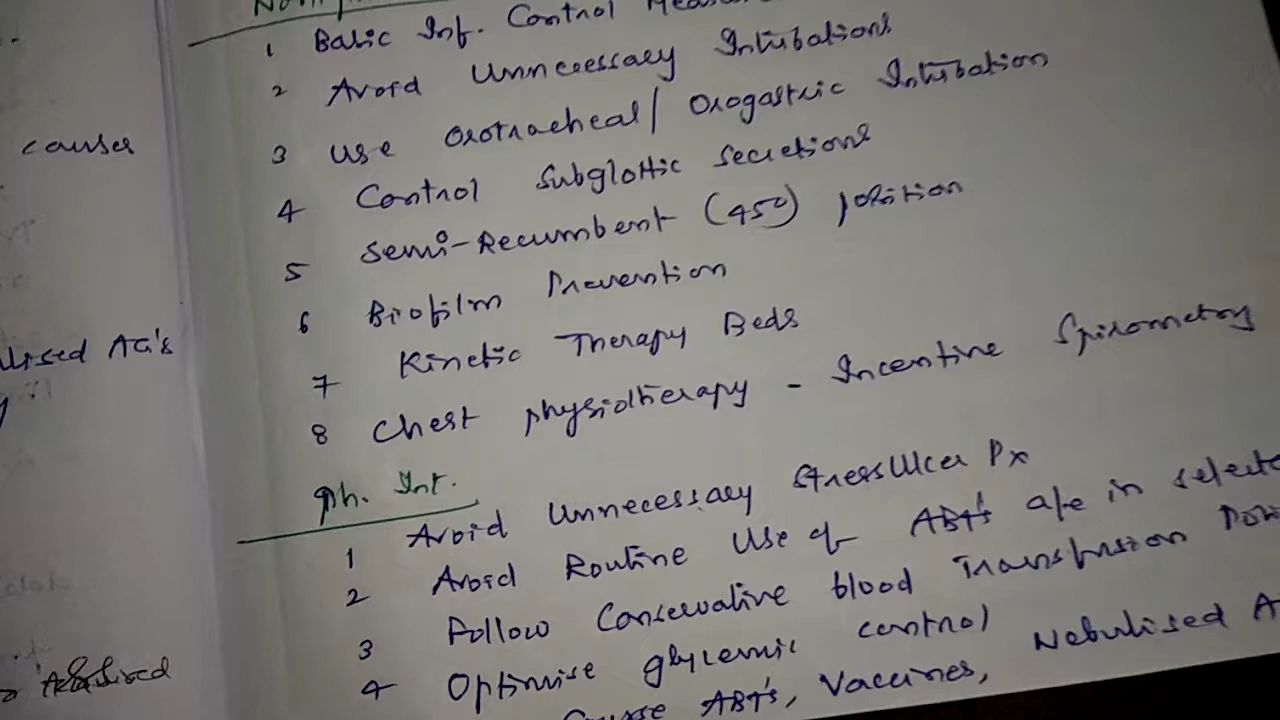 causes
1 Basic Inf. Control
2 Avoid Unnecessary Intubations
3 Use Orotracheal/Orogastric Intubation
4 Control Subglottic Secretions
5 Semi-Recumbent (45°) position
6 Biofilm Prevention
7 Kinetic Therapy Beds
8 Chest physiotherapy - Incentive Spirometry
Ph. Int.
1 Avoid Unnecessary Stress Ulcer Px
2 Avoid Routine Use of ABT's in
3 Follow Conservative blood transfusion
4 Optimise glycemic control
ABT's, Vaccines, Nebulised